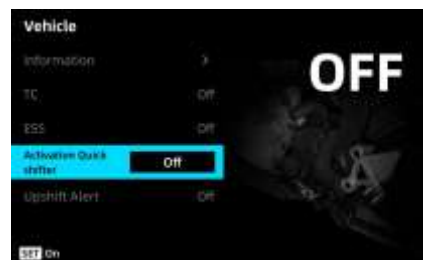 Vehicle
Information >
TC Off
OFF
ESS Off
Activation Quick
shifter
Off
Upshift Alert Off
SET On